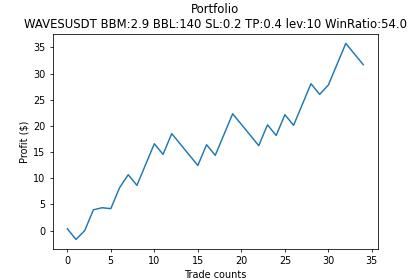 Portfolio
WAVESUSDT BBM:2.9 BBL:140 SL:0.2 TP:0.4 lev:10 WinRatio:54.0
35
30
25
20
15
10
5
0
Profit ($)
0 5 10 15 20 25 30 35
Trade counts